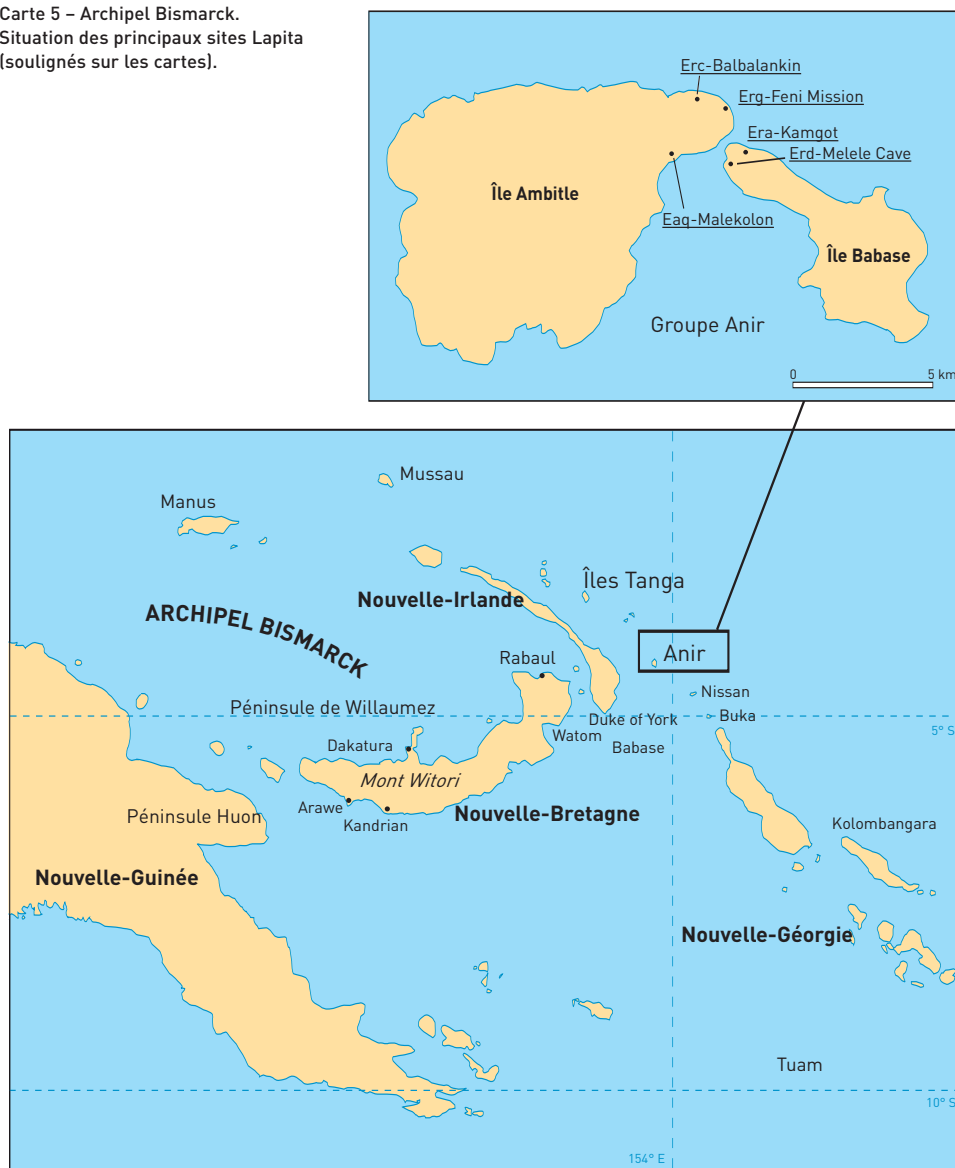 Carte 5 – Archipel Bismarck.
Situation des principaux sites Lapita
(soulignés sur les cartes).
Erc-Balbalankin
Erg-Feni Mission
Era-Kamgot
Erd-Melele Cave
Île Ambitle
Eaq-Malekolon
Île Babase
Groupe Anir
0
5 km
Mussau
Manus
Îles Tanga
Nouvelle-Irlande
ARCHIPEL BISMARCK
Anir
Rabaul
Nissan
Péninsule de Willaumez
Duke of York
Buka
5° S
Watom
Dakatura
Babase
Mont Witori
Arawe
Péninsule Huon
Nouvelle-Bretagne
Kandrian
Kolombangara
Nouvelle-Guinée
Nouvelle-Géorgie
Tuam
10° S
154° E